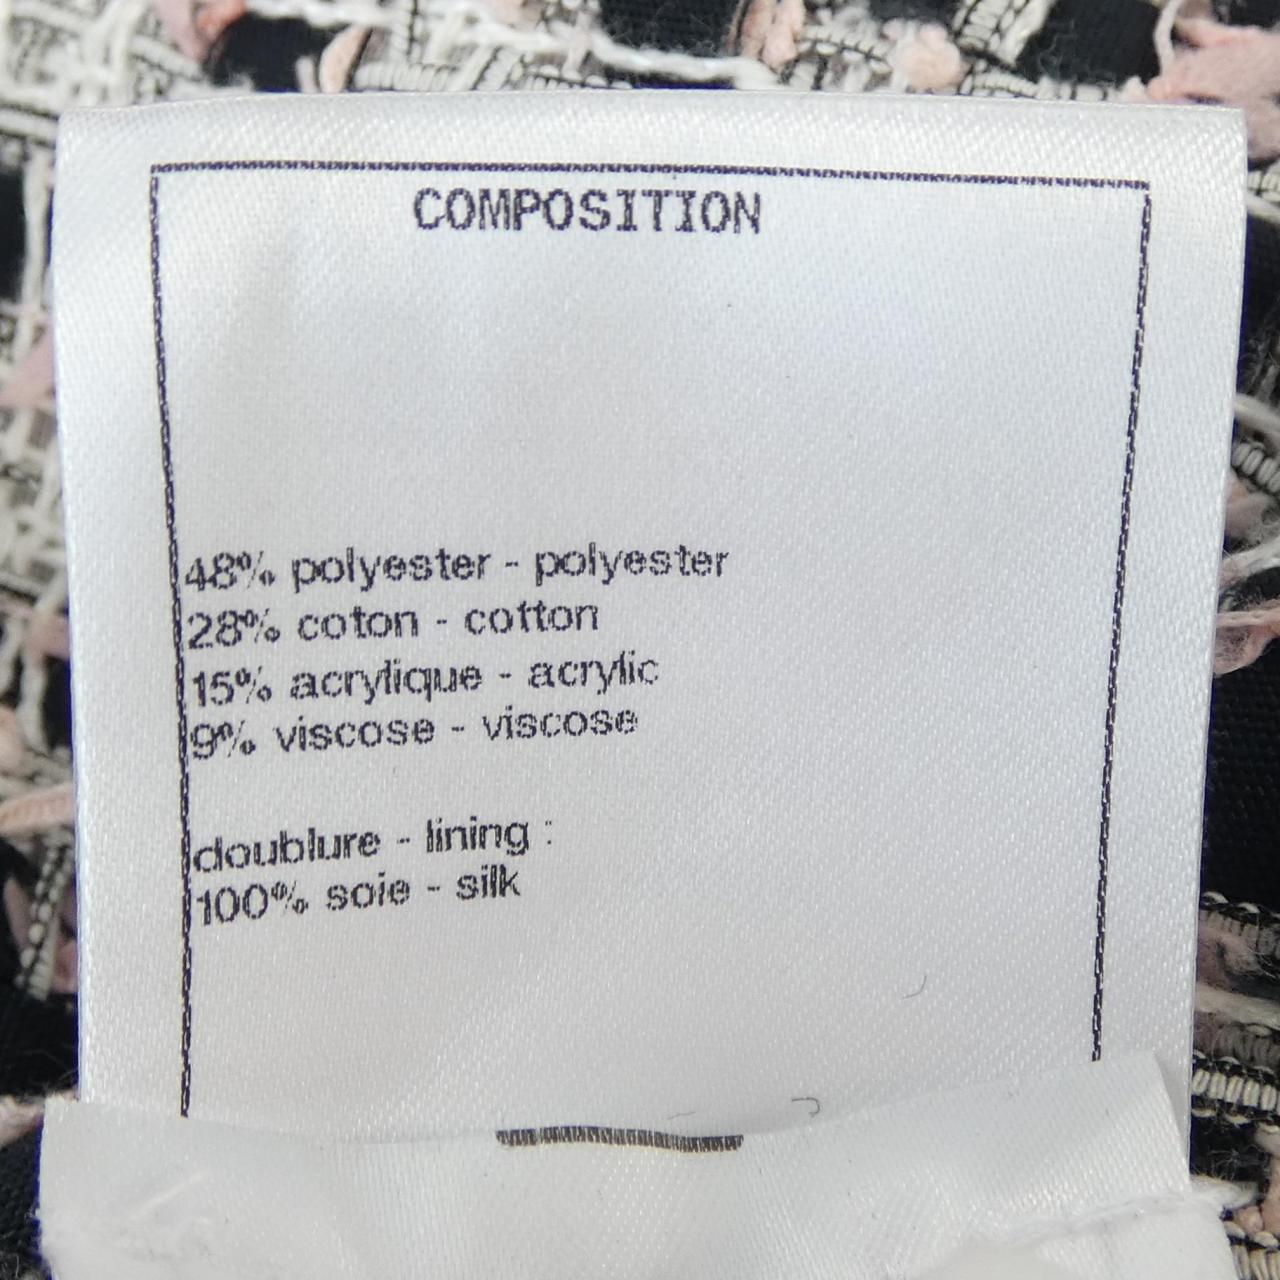 COMPOSITION
48% polyester - polyester
28% coton - cotton
15% acrylique - acrylic
9% viscose - viscose
doublure - lining :
100% soie - silk